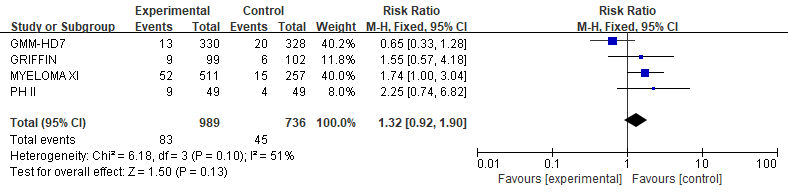 Experimental Control Risk Ratio Risk Ratio
Study or Subgroup Events Total Events Total Weight M-H, Fixed, 95% CI M-H, Fixed, 95% CI
GMM-HD7 13 330 20 328 40.2% 0.65 [0.33, 1.28]
GRIFFIN 9 99 6 102 11.8% 1.55 [0.57, 4.18]
MYELOMA XI 52 511 15 257 40.0% 1.74 [1.00, 3.04]
PH II 9 49 4 49 8.0% 2.25 [0.74, 6.82]
Total (95% CI) 989 736 100.0% 1.32 [0.92, 1.90]
Total events 83 45
Heterogeneity: Chi² = 6.18, df = 3 (P = 0.10); I² = 51%
Test for overall effect: Z = 1.50 (P = 0.13)
0.01 0.1 1 10 100
Favours [experimental] Favours [control]